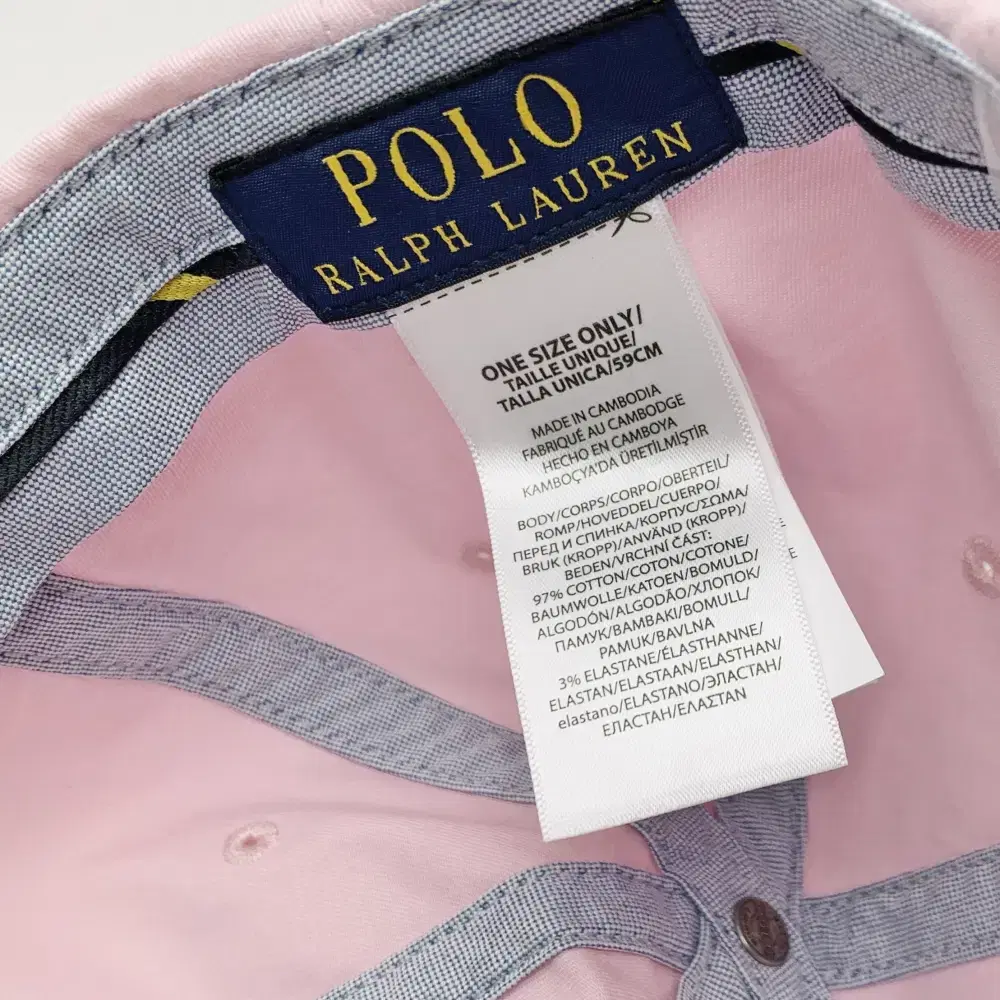 POLO
RALPH LAUREN
ONE SIZE ONLY/
TAILLE UNIQUE/
TALLA UNICA/59CM
MADE IN CAMBODIA
FABRIQUÉ AU CAMBODGE
HECHO EN CAMBOYA
KAMBOÇYA'DA ÜRETİLMİŞTİR
BODY/CORPS/CORPO/OBERTEIL/
ROMP/HOVEDDEL/CUERPO/
ПЕРЕД И СПИНКА/КОРПУС/ΣΩΜΑ/
BRUK (KROPP)/ANVÄND (KROPP)/
BEDEN/VRCHNÍ ČÁST:
97% COTTON/COTON/COTONE/
BAUMWOLLE/KATOEN/BOMULD/
ALGODÓN/ALGODÃO/ХЛОПОК/
ПАМУК/ΒΑΜΒΑΚΙ/BOMULL/
PAMUK/BAVLNA
3% ELASTANE/ÉLASTHANNE/
ELASTAN/ELASTAAN/ELASTHAN/
elastano/ELASTANO/ЭЛАСТАН/
ЕЛАСТАН/ΕΛΑΣΤΑΝ
E